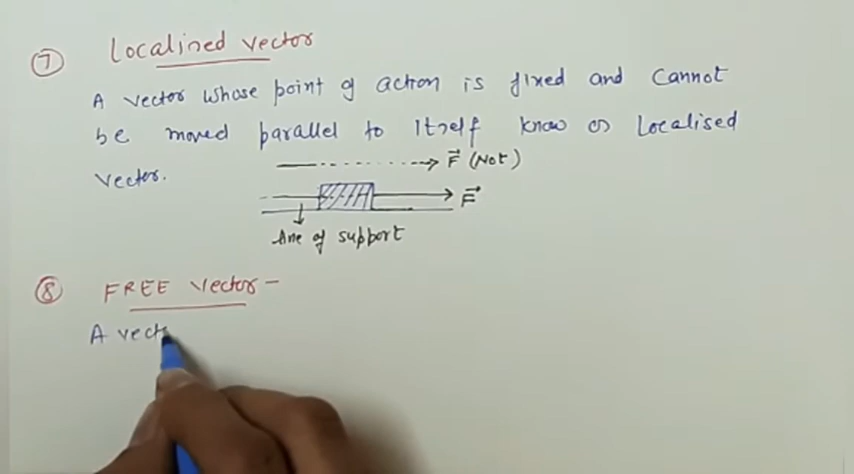 ⑦ Localised vector
A vector whose point of action is fixed and cannot
be moved parallel to Itself know as Localised
vector.
F⃗ (Not)
F⃗
line of support
⑧ FREE vector -
A vect